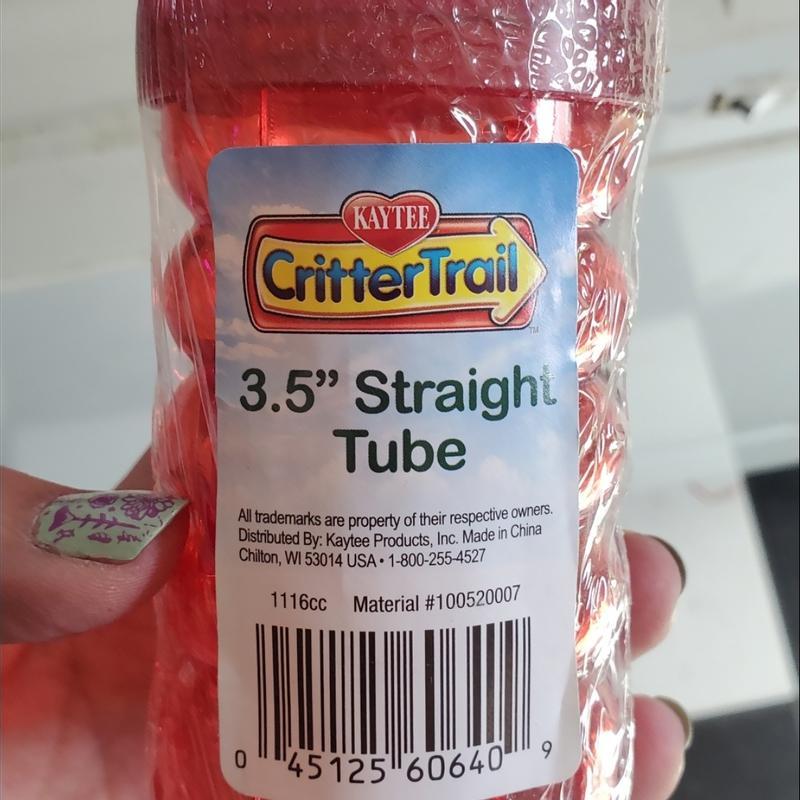 KAYTEE
CritterTrail
TM
3.5” Straight
Tube
All trademarks are property of their respective owners.
Distributed By: Kaytee Products, Inc. Made in China
Chilton, WI 53014 USA • 1-800-255-4527
1116cc Material #100520007
0 45125 60640 9